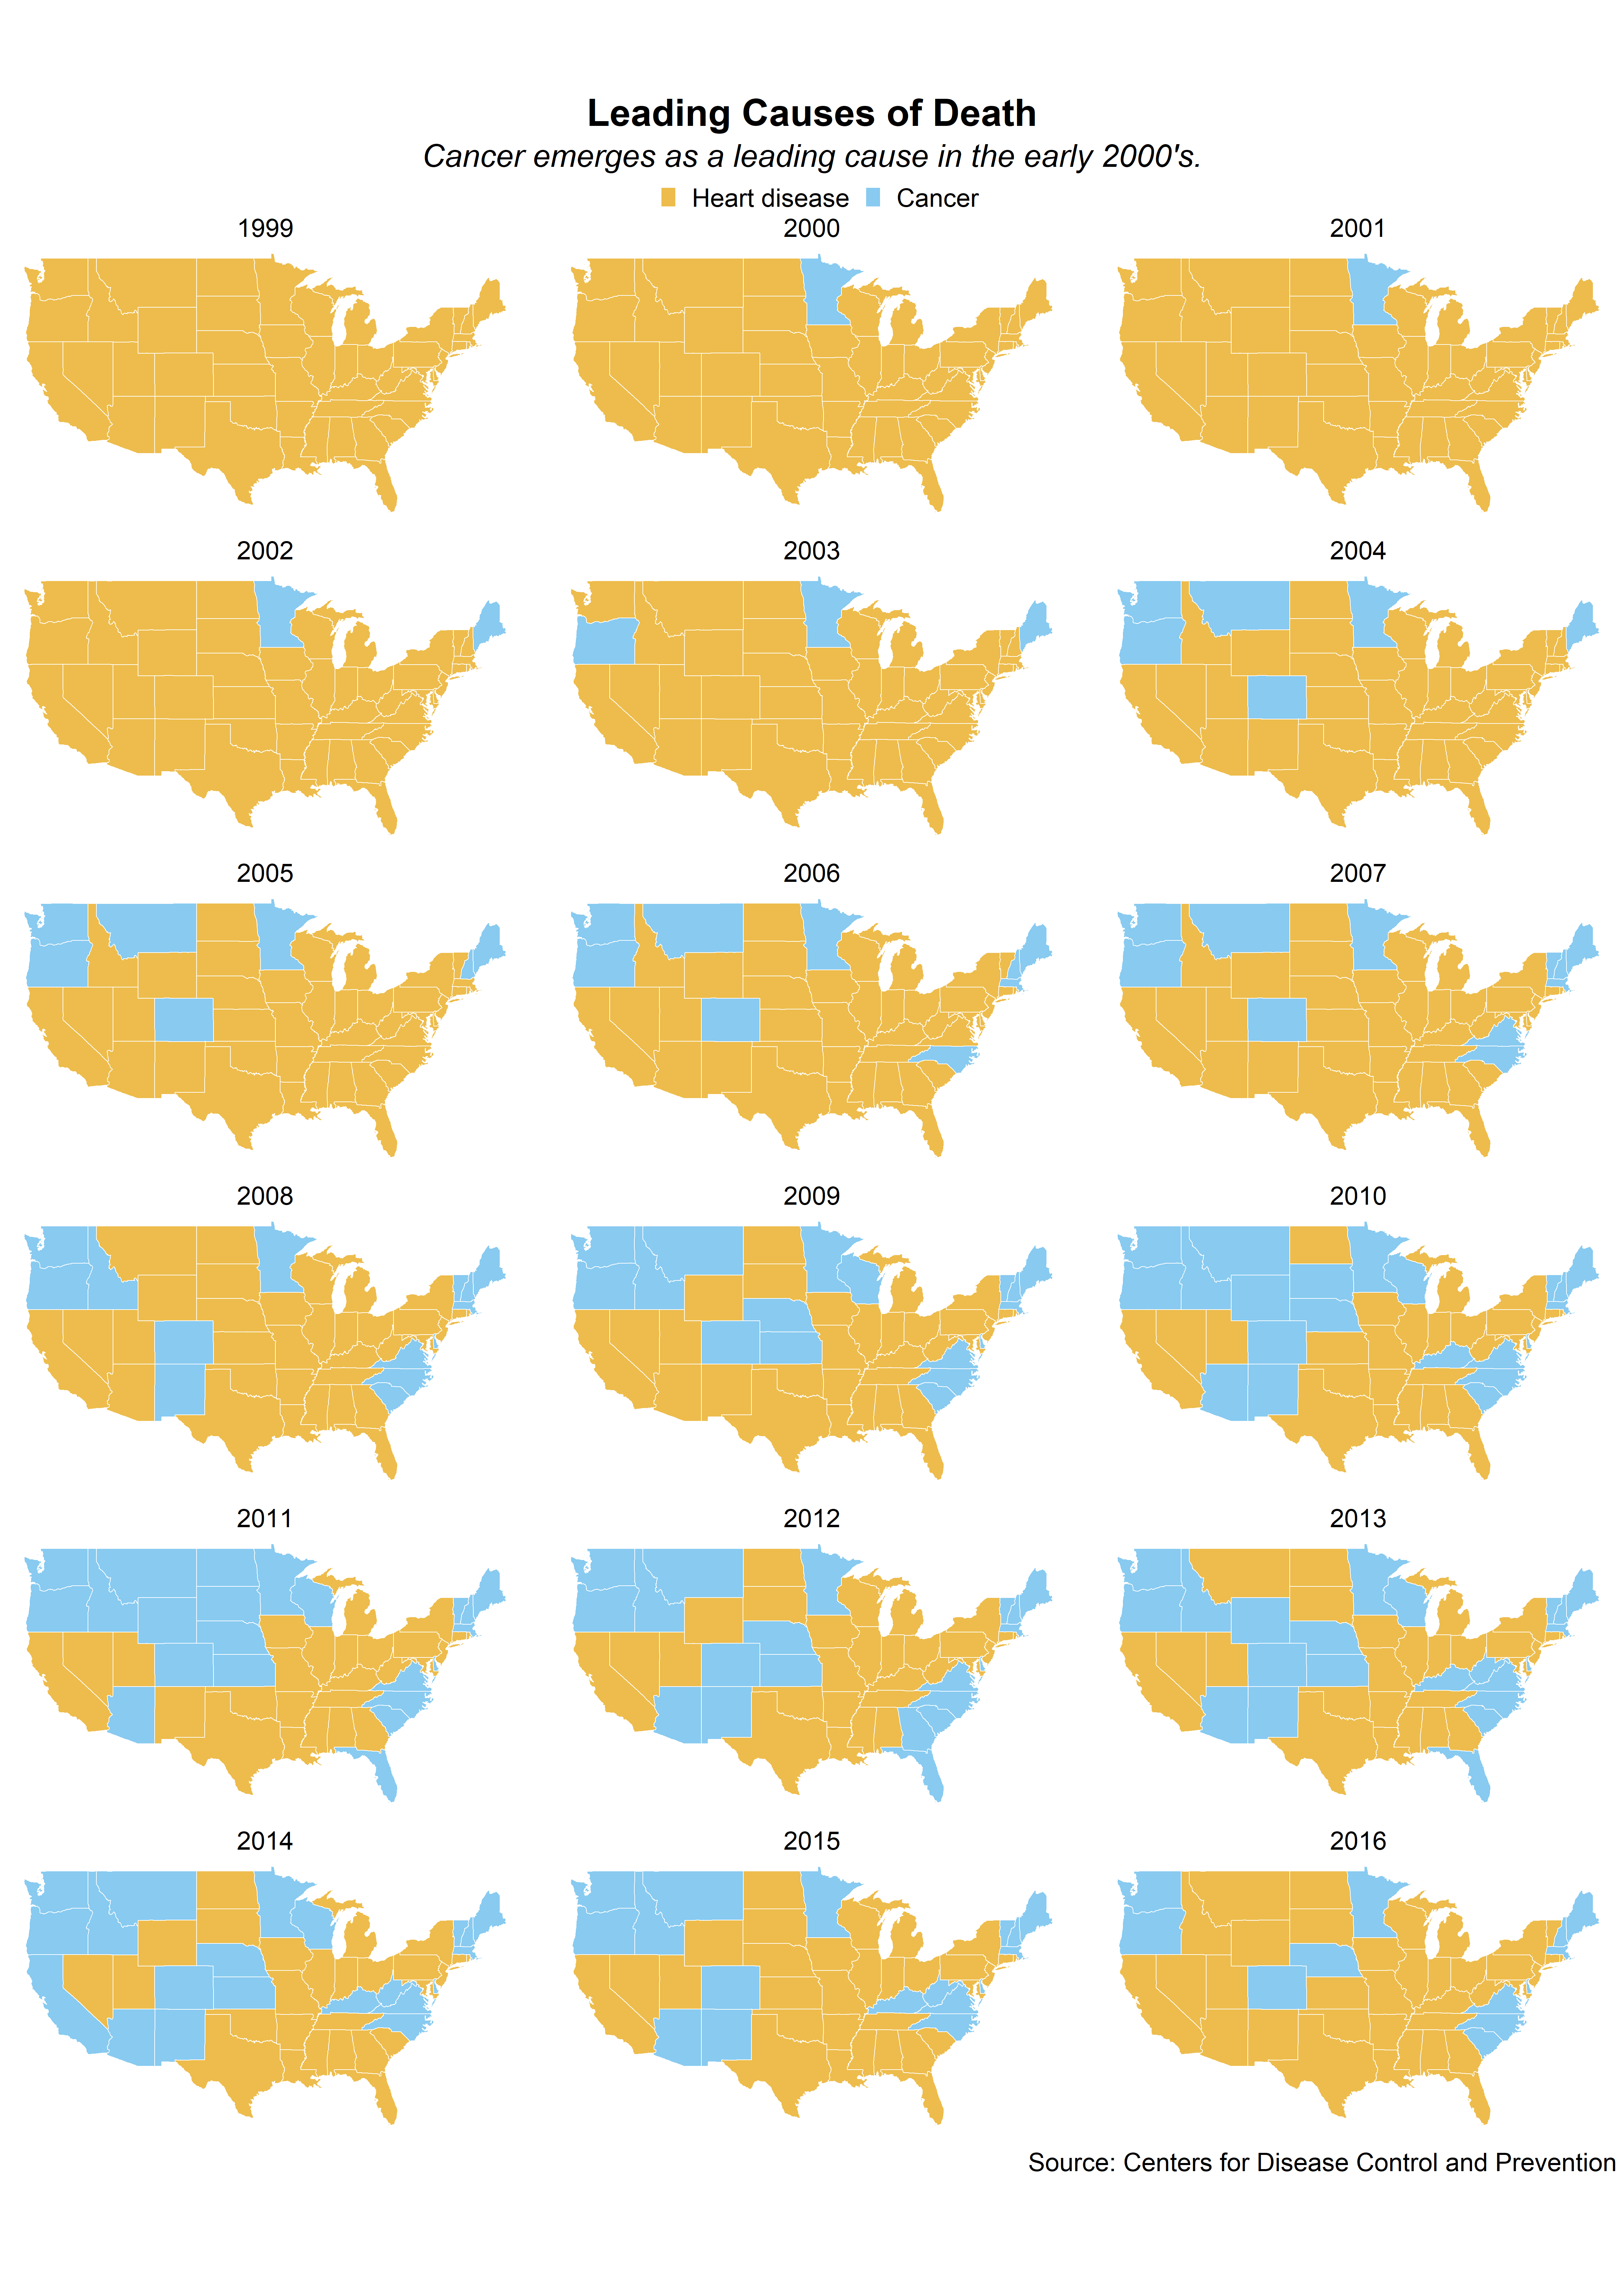 Leading Causes of Death
Cancer emerges as a leading cause in the early 2000's.
Heart disease Cancer
1999 2000 2001
2002 2003 2004
2005 2006 2007
2008 2009 2010
2011 2012 2013
2014 2015 2016
Source: Centers for Disease Control and Prevention